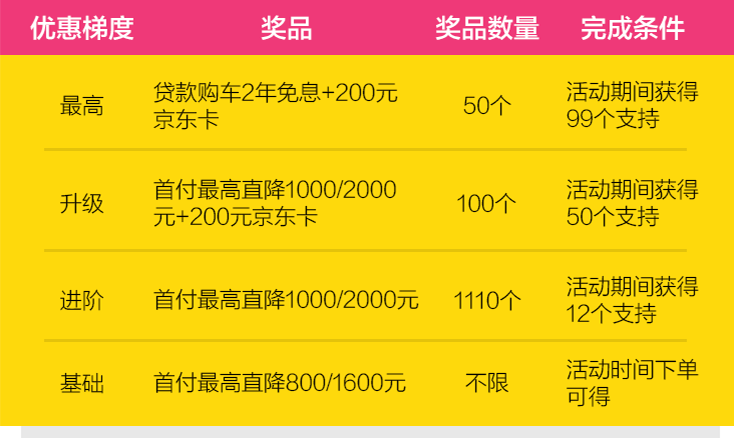 优惠梯度 奖品 奖品数量 完成条件
最高 贷款购车2年免息+200元京东卡 50个 活动期间获得99个支持
升级 首付最高直降1000/2000元+200元京东卡 100个 活动期间获得50个支持
进阶 首付最高直降1000/2000元 1110个 活动期间获得12个支持
基础 首付最高直降800/1600元 不限 活动时间下单可得